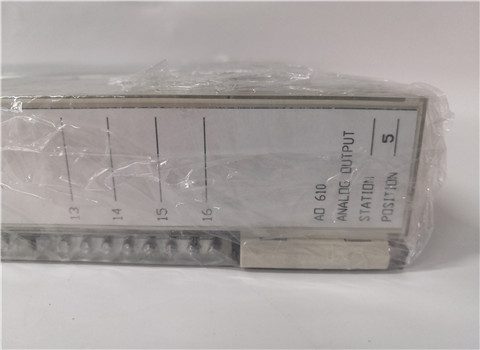 13
14
15
16
AO 610
ANALOG OUTPUT
STATION
POSITION 5